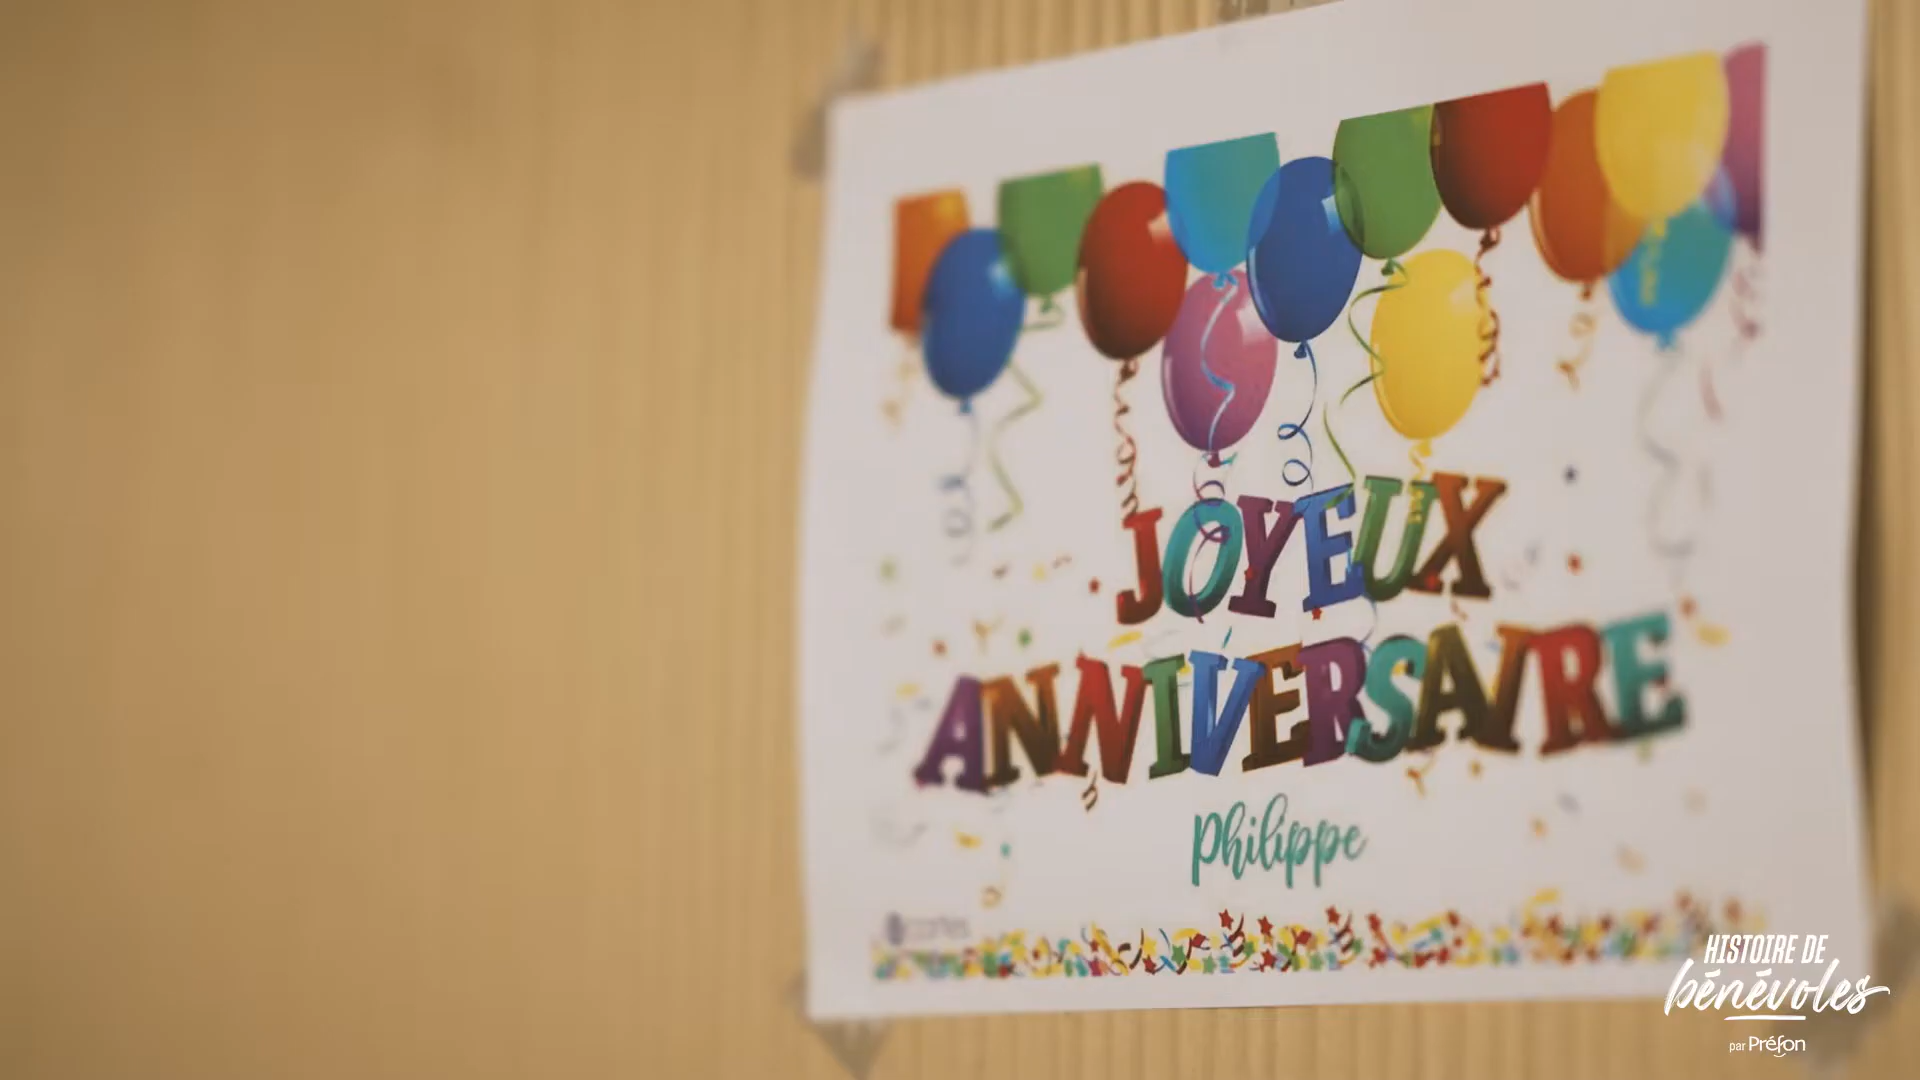 JOYEUX
ANNIVERSAIRE
Philippe
HISTOIRE DE
bénévoles
par Préfon